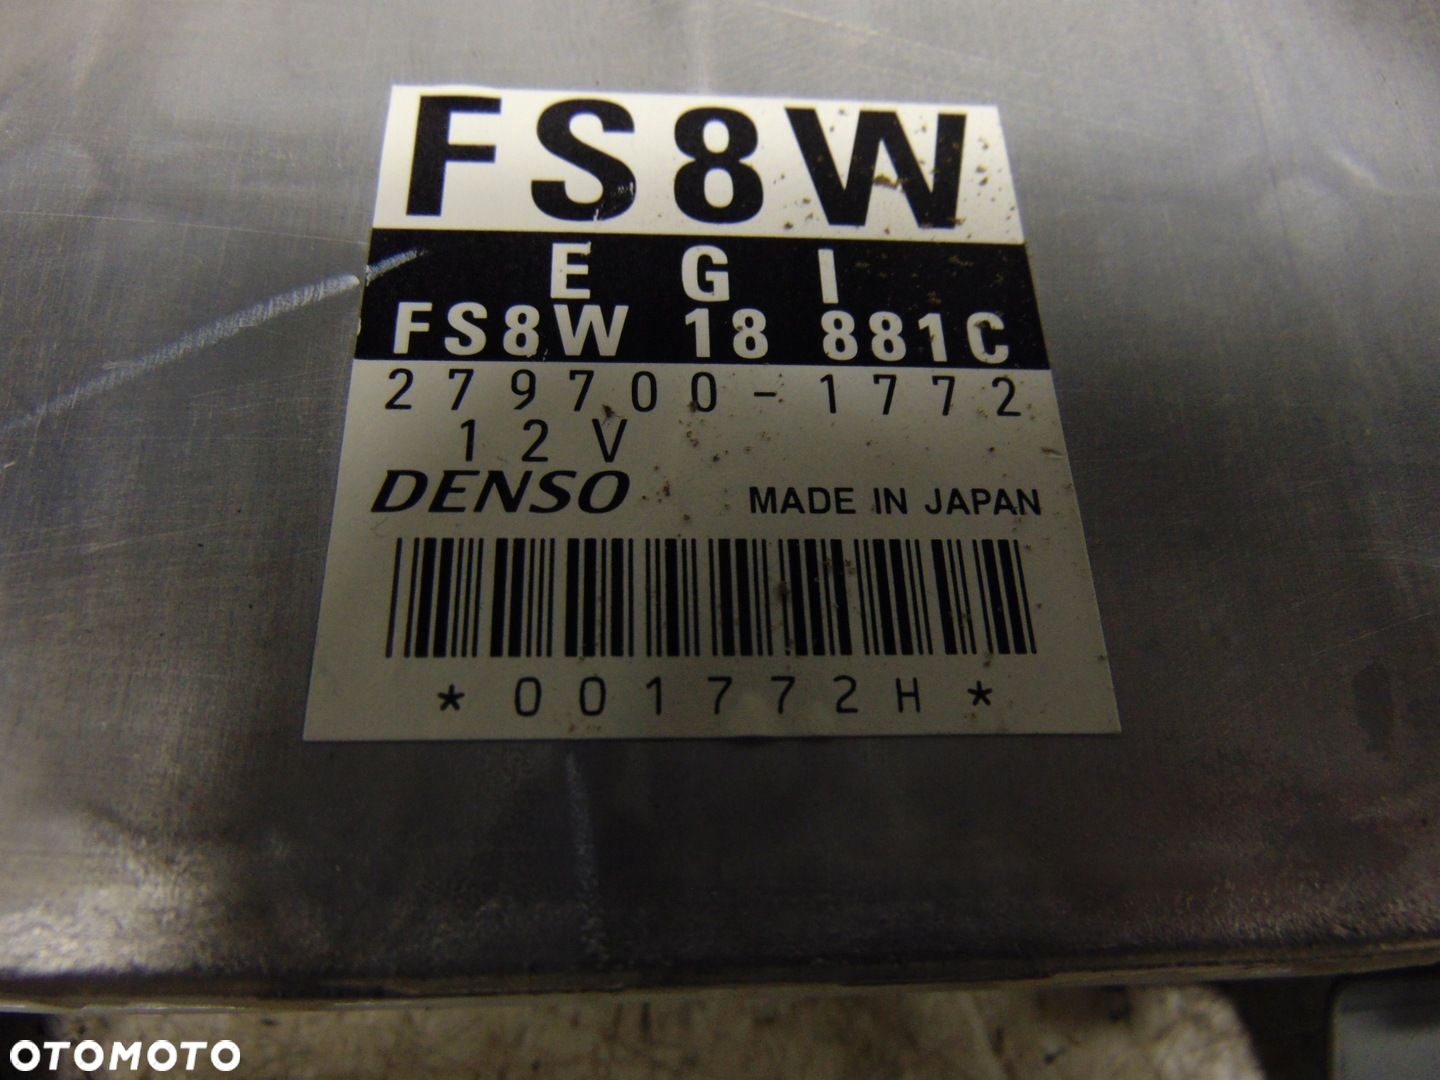 FS8W
E G I
FS8W 18 881C
279700-1772
12V
DENSO MADE IN JAPAN
*001772H*
OTOMOTO